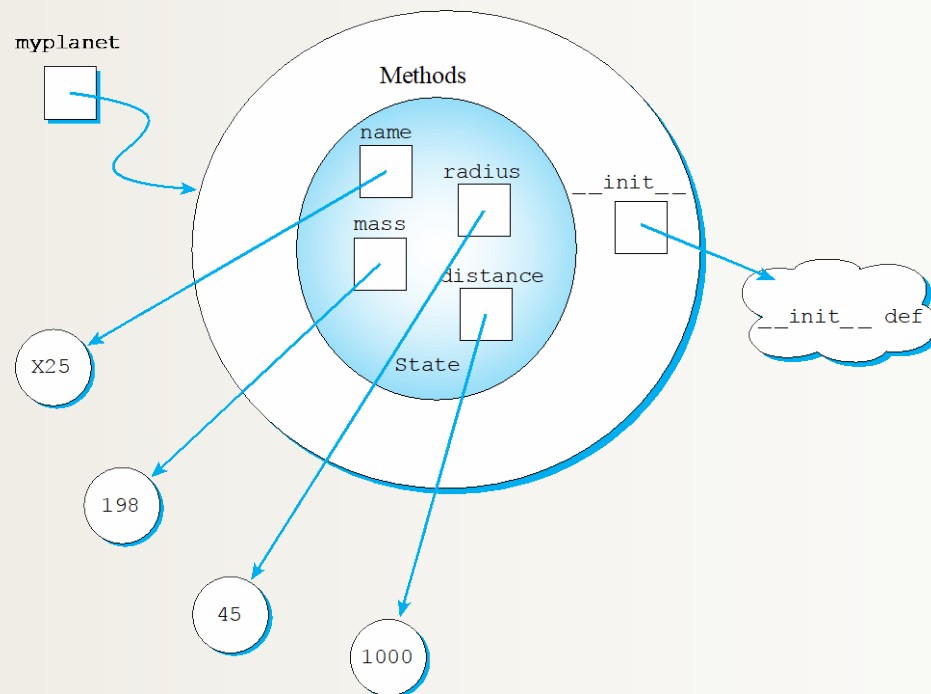 myplanet
Methods
name
radius
__init__
mass
distance
__init__ def
State
X25
198
45
1000